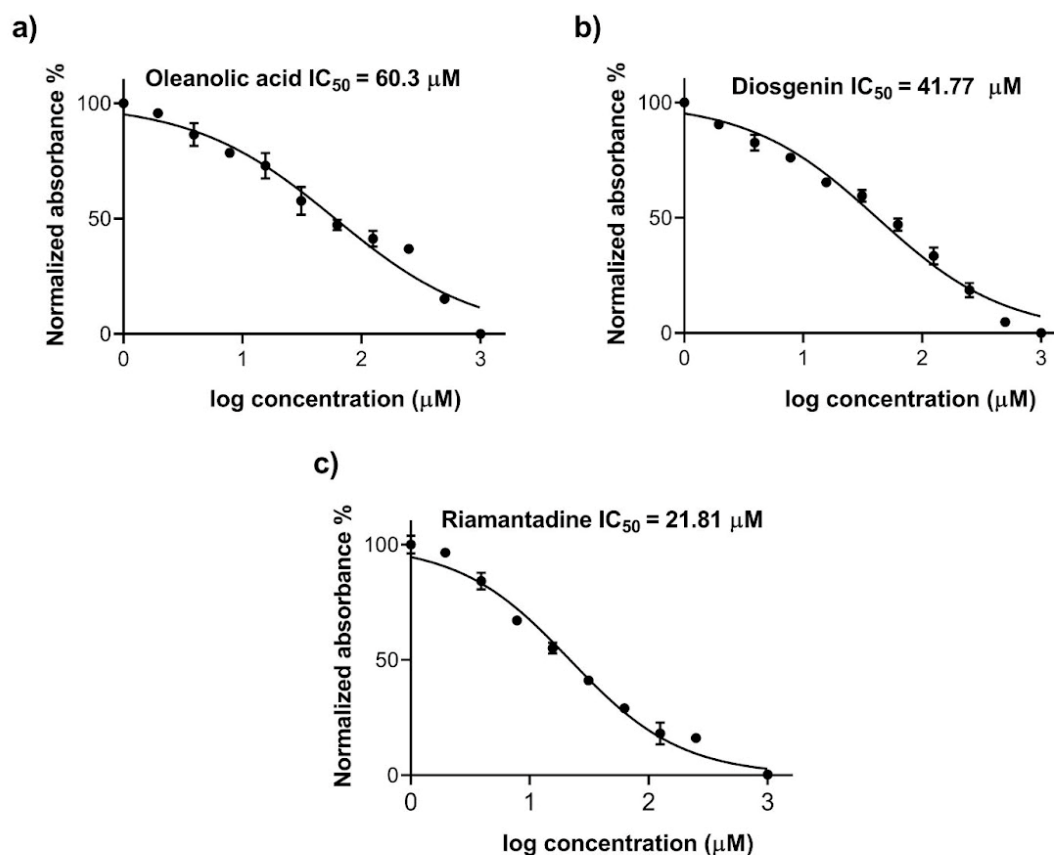 a)
Oleanolic acid IC50 = 60.3 μM
Normalized absorbance %
100
50
0
0 1 2 3
log concentration (μM)
b)
Diosgenin IC50 = 41.77 μM
Normalized absorbance %
100
50
0
0 1 2 3
log concentration (μM)
c)
Riamantadine IC50 = 21.81 μM
Normalized absorbance %
100
50
0
0 1 2 3
log concentration (μM)